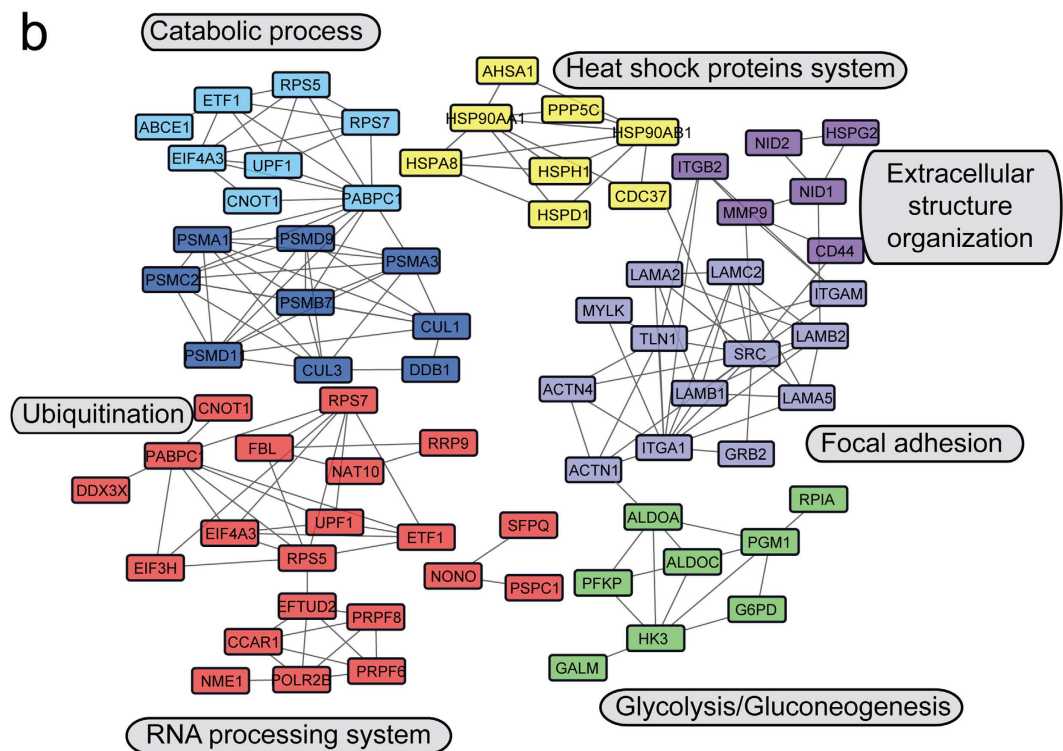 b
Catabolic process
RPS5
ETF1
ABCE1
RPS7
EIF4A3
UPF1
CNOT1
PABPC1
PSMA1
PSMD9
PSMA3
PSMC2
PSMB7
CUL1
PSMD11
CUL3
DDB1
Ubiquitination
Heat shock proteins system
AHSA1
PPP5C
HSP90AA1
HSP90AB1
HSPA8
HSPH1
CDC37
HSPD1
Extracellular
structure
organization
HSPG2
NID2
ITGB2
NID1
MMP9
CD44
LAMA2
LAMC2
ITGAM
MYLK
TLN1
LAMB2
SRC
ACTN4
LAMB1
LAMA5
ITGA1
GRB2
ACTN1
Focal adhesion
CNOT1
RPS7
FBL
RRP9
PABPC1
NAT10
DDX3X
UPF1
EIF4A3
ETF1
RPS5
EIF3H
SFPQ
NONO
PSPC1
EFTUD2
PRPF8
CCAR1
PRPF6
NME1
POLR2B
RNA processing system
RPIA
ALDOA
PGM1
ALDOC
PFKP
G6PD
HK3
GALM
Glycolysis/Gluconeogenesis